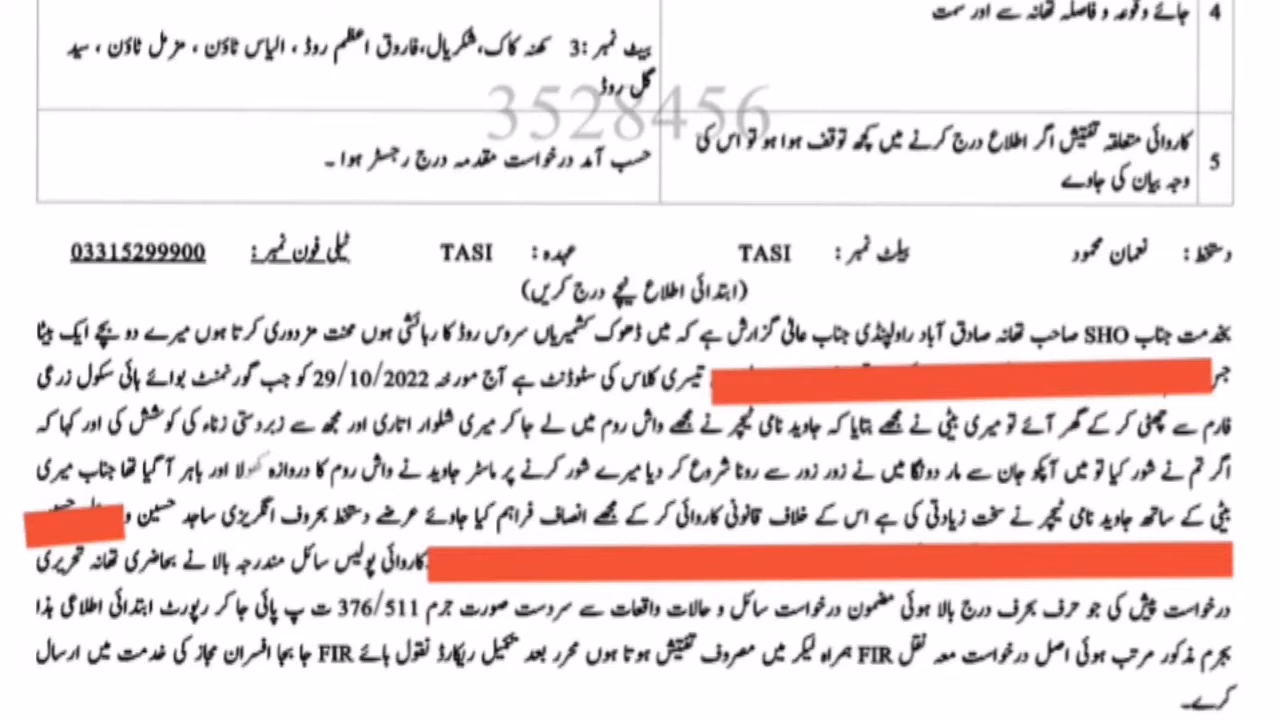 4 جائے وقوعہ و فاصلہ تھانہ سے اور سمت
بیٹ نمبر :3 کھنہ کاک،شکریال،فاروق اعظم روڈ ، الیاس ٹاؤن ، مزمل ٹاؤن ، سید
گل روڈ
3528456
5 کاروائی متعلقہ تفتیش اگر اطلاع درج کرنے میں کچھ توقف ہوا ہو تو اس کی
وجہ بیان کی جاوے
حسب آمد درخواست مقدمہ درج رجسٹر ہوا ۔
دستخط : نعمان محمود بیلٹ نمبر : TASI عہدہ : TASI ٹیلی فون نمبر : 03315299900
(ابتدائی اطلاع نیچے درج کریں)
بخدمت جناب SHO صاحب تھانہ صادق آباد راولپنڈی جناب عالی گزارش ہے کہ میں ڈھوک کشمیریاں سروس روڈ کا رہائشی ہوں محنت مزدوری کرتا ہوں میرے دو بچے ایک بیٹا
جس تیسری کلاس کی سٹوڈنٹ ہے آج مورخہ 29/10/2022 کو جب گورنمنٹ بوائے ہائی سکول زرعی
فارم سے چھٹی کر کے گھر آئے تو میری بیٹی نے مجھے بتایا کہ جاوید نامی ٹیچر نے مجھے واش روم میں لے جا کر میری شلوار اتاری اور مجھ سے زبردستی زناہ کی کوشش کی اور کہا کہ
اگر تم نے شور کیا تو میں آپکو جان سے مار دونگا میں نے زور زور سے رونا شروع کر دیا میرے شور کرنے پر ماسٹر جاوید نے واش روم کا دروازہ کھولا اور باہر آ گیا تھا جناب میری
بیٹی کے ساتھ جاوید نامی ٹیچر نے سخت زیادتی کی ہے اس کے خلاف قانونی کاروائی کر کے مجھے انصاف فراہم کیا جاوے عرضے دستخط بحروف انگریزی ساجد حسین و
کاروائی پولیس سائل مندرجہ بالا نے بحاضری تھانہ تحریری
درخواست پیش کی جو حرف بحرف درج بالا ہوئی مضمون درخواست سائل و حالات واقعات سے سردست صورت جرم 376/511 ت پ پائی جا کر رپورٹ ابتدائی اطلاعی ہذا
بجرم مذکور مرتب ہوئی اصل درخواست معہ نقل FIR ہمراہ لیکر میں مصروف تفتیش ہوتا ہوں محرر بعد تکمیل ریکارڈ نقول ہائے FIR جا بجا افسران مجاز کی خدمت میں ارسال
کرے۔